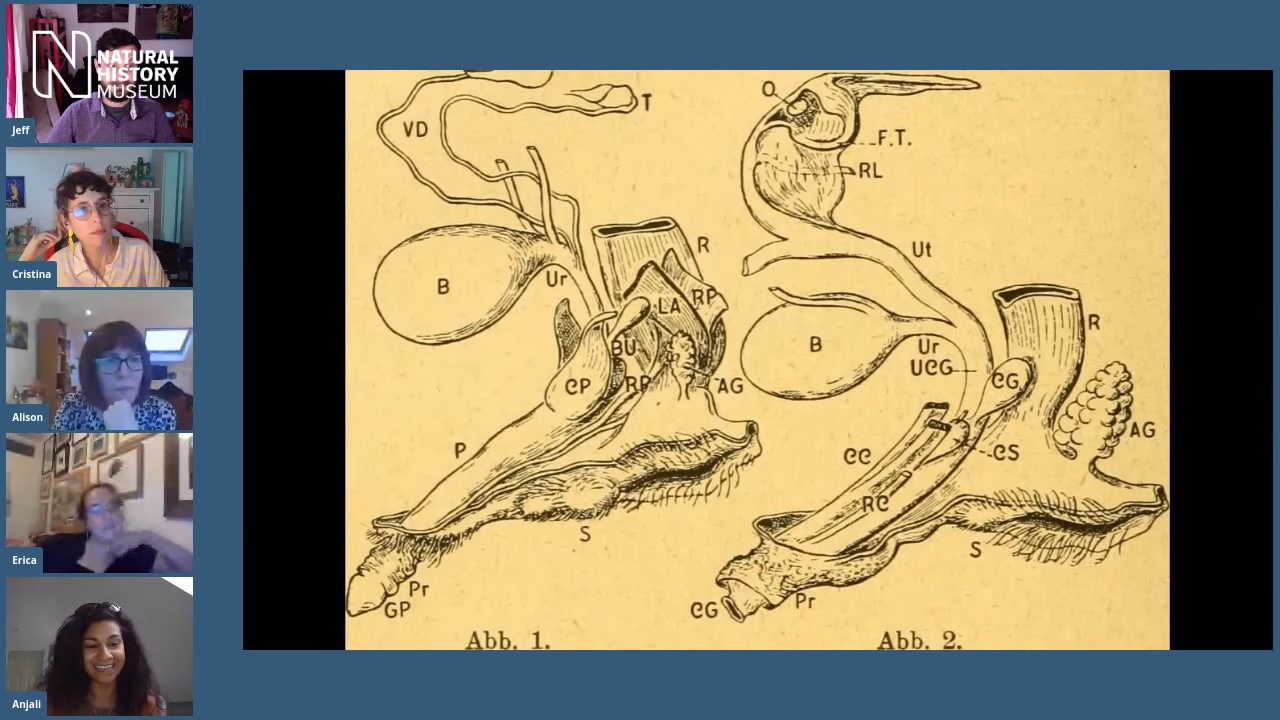 N NATURAL
HISTORY
MUSEUM
Jeff
Cristina
Alison
Erica
Anjali
T
VD
B
Ur
R
LA
RP
BU
CP
RP
AG
P
S
Pr
GP
Abb. 1.
O
F.T.
RL
Ut
B
Ur
UCG
CG
R
AG
CC
CS
RC
S
CG
Pr
Abb. 2.